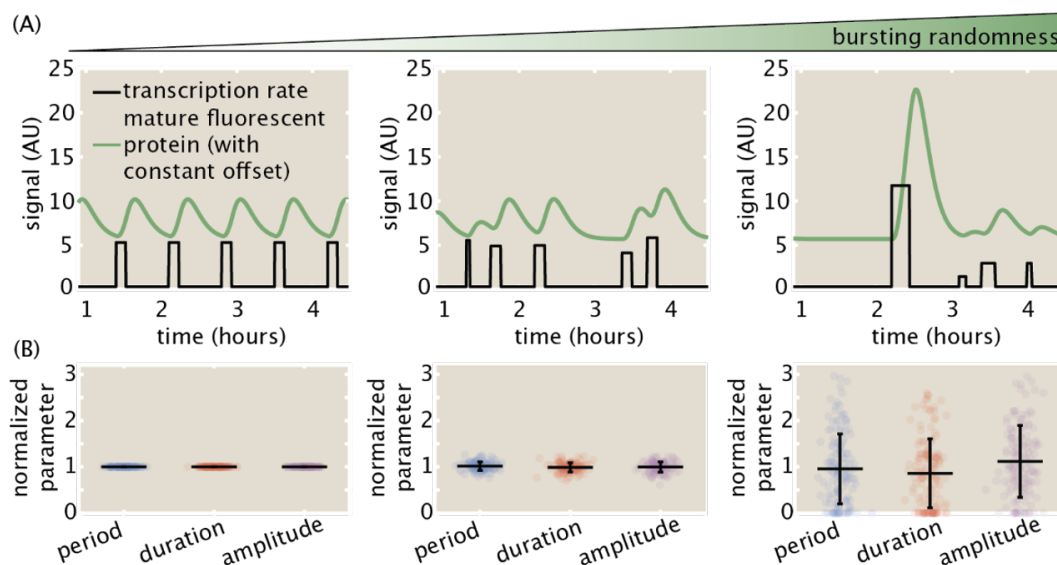 (A)
bursting randomness
25
20
15
10
5
0
signal (AU)
transcription rate
mature fluorescent
protein (with
constant offset)
1 2 3 4
time (hours)
25
20
15
10
5
0
signal (AU)
1 2 3 4
time (hours)
25
20
15
10
5
0
signal (AU)
1 2 3 4
time (hours)
(B)
3
2
1
0
normalized
parameter
period duration amplitude
3
2
1
0
normalized
parameter
period duration amplitude
3
2
1
0
normalized
parameter
period duration amplitude